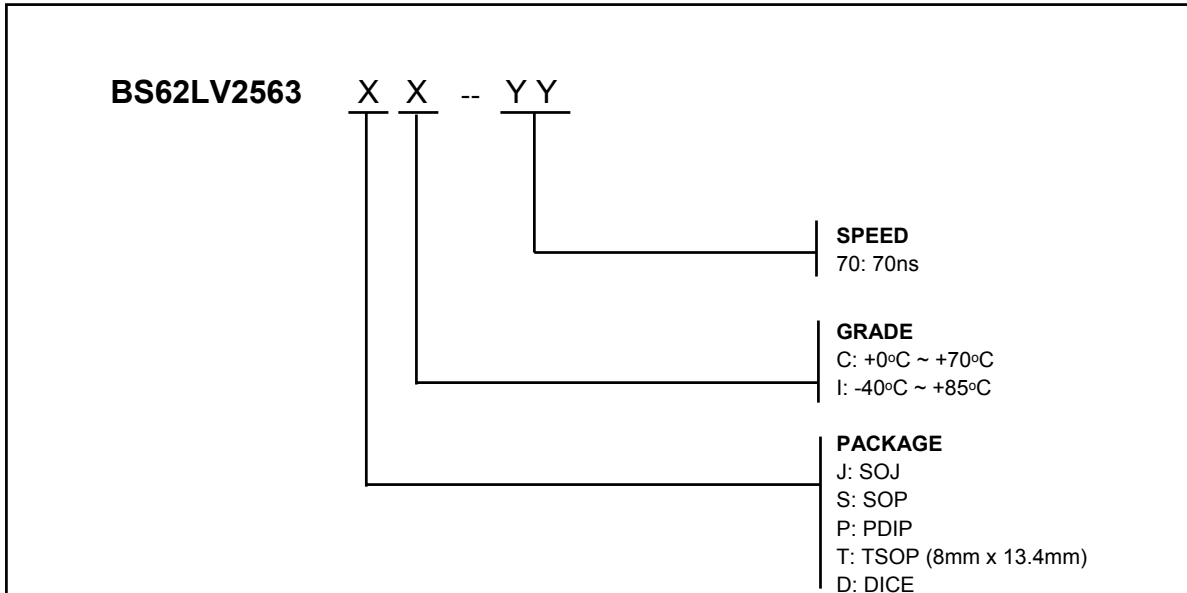 BS62LV2563 X X -- Y Y
SPEED
70: 70ns
GRADE
C: +0oC ~ +70oC
I: -40oC ~ +85oC
PACKAGE
J: SOJ
S: SOP
P: PDIP
T: TSOP (8mm x 13.4mm)
D: DICE